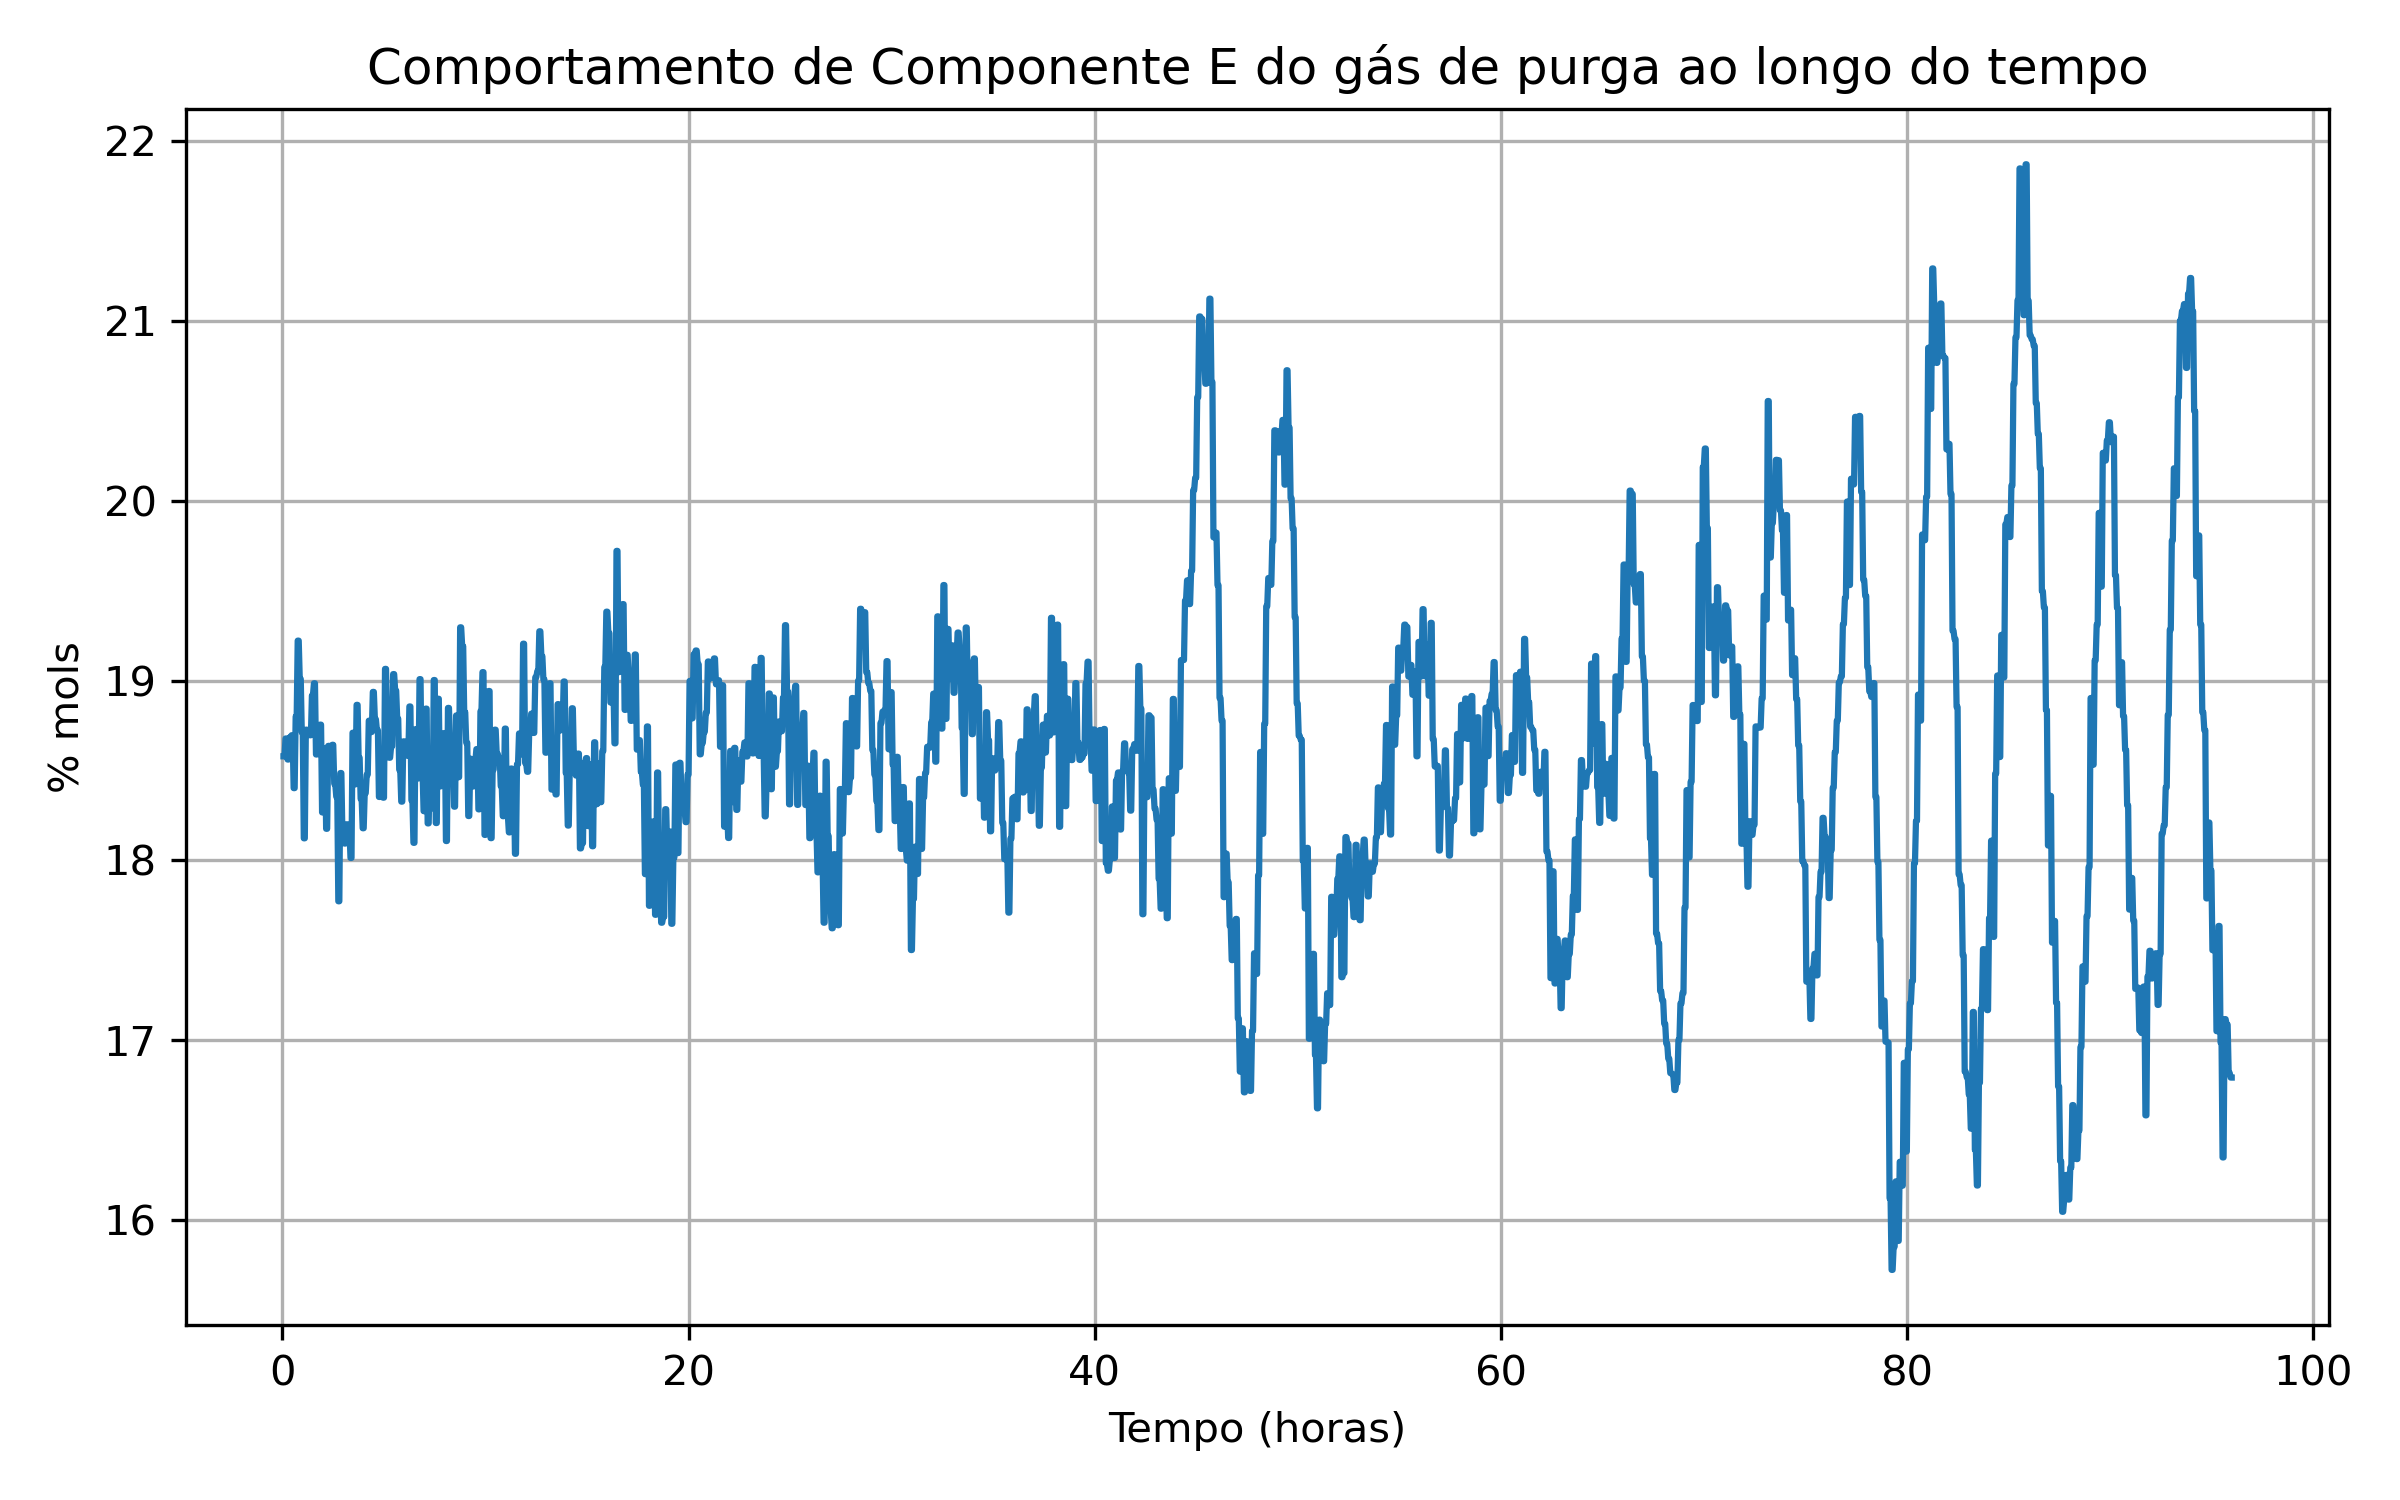 Comportamento de Componente E do gás de purga ao longo do tempo
22
21
20
19
18
17
16
% mols
0 20 40 60 80 100
Tempo (horas)